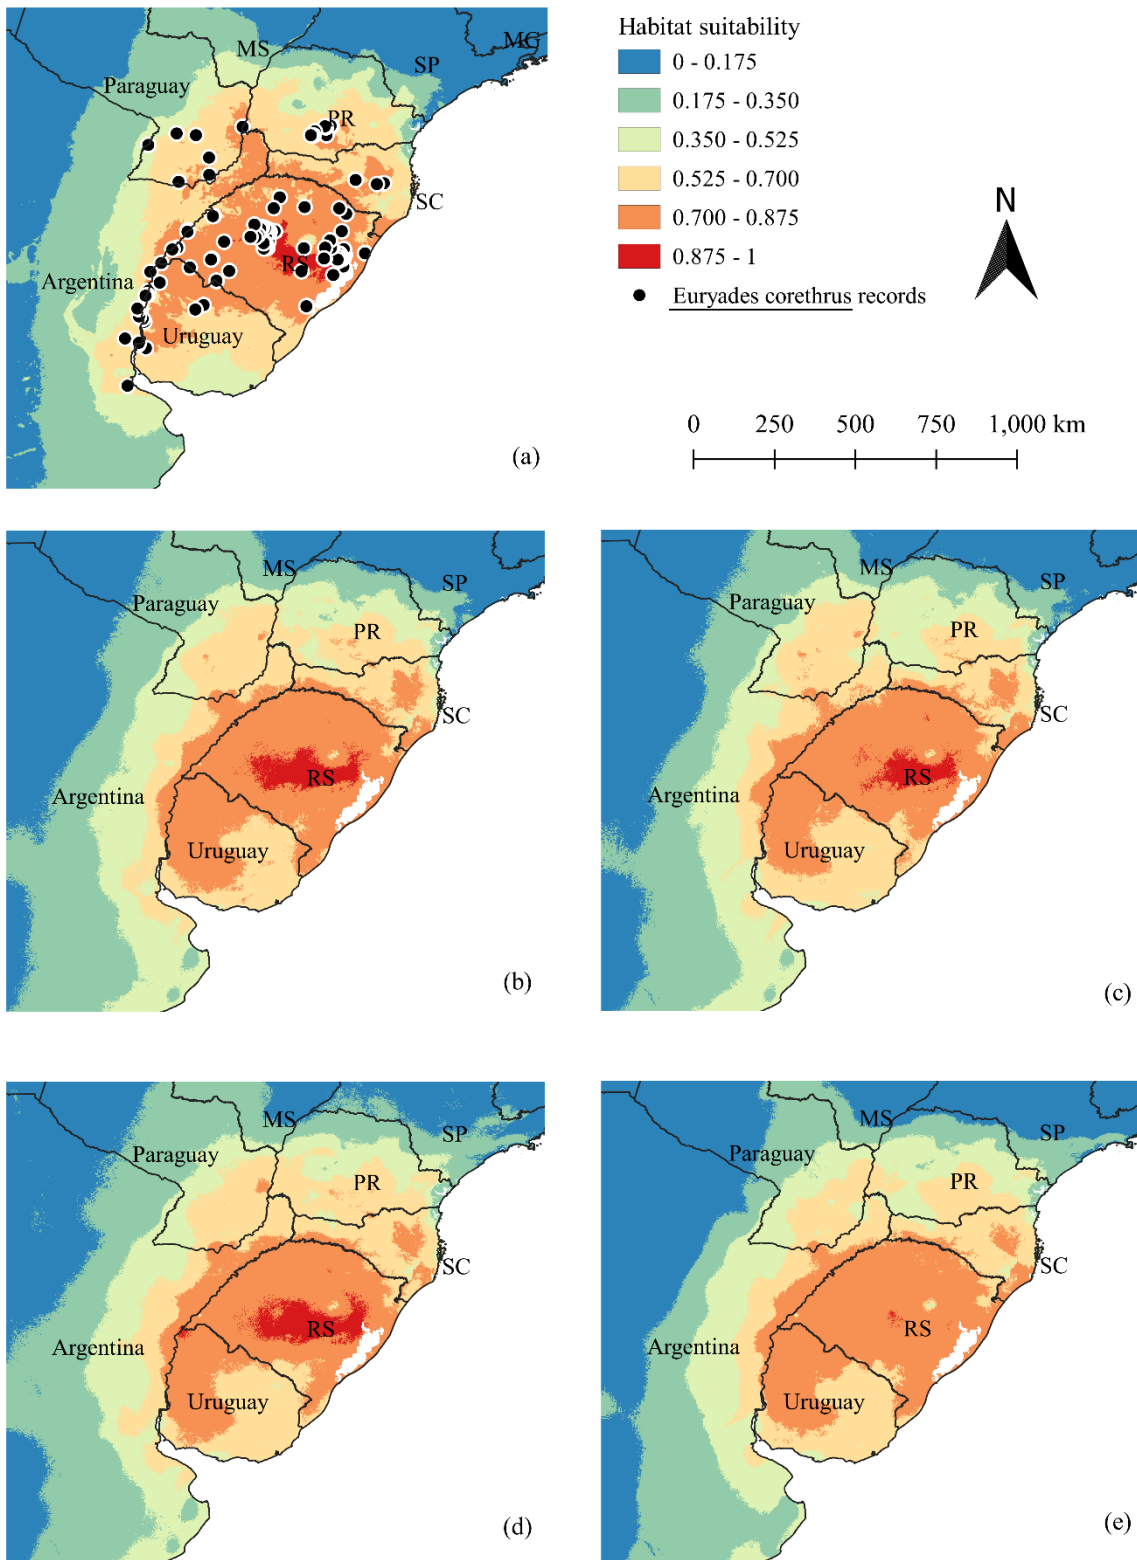 MS
MG
SP
Paraguay
PR
SC
RS
Argentina
Uruguay
(a)
Habitat suitability
0 - 0.175
0.175 - 0.350
0.350 - 0.525
0.525 - 0.700
0.700 - 0.875
0.875 - 1
Euryades corethrus records
N
0 250 500 750 1,000 km
MS
SP
Paraguay
PR
SC
RS
Argentina
Uruguay
(b)
MS
SP
Paraguay
PR
SC
RS
Argentina
Uruguay
(c)
MS
SP
Paraguay
PR
SC
RS
Argentina
Uruguay
(d)
MS
SP
Paraguay
PR
SC
RS
Argentina
Uruguay
(e)